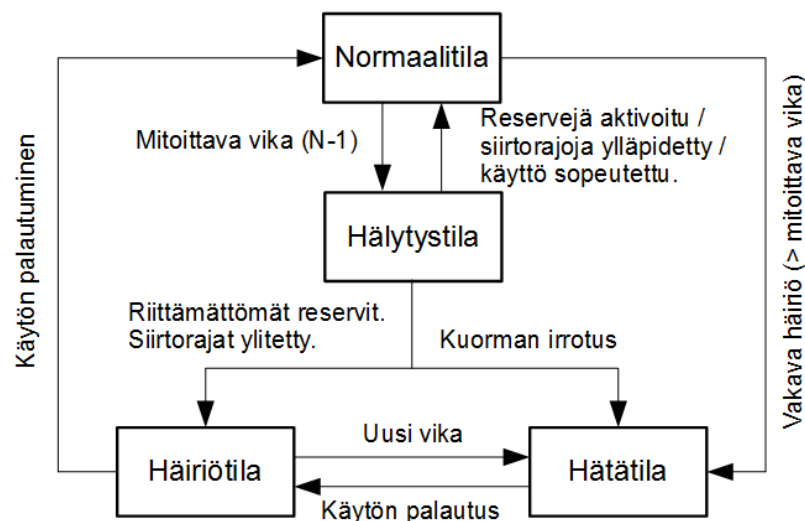 Normaalitila
Mitoittava vika (N-1)
Reservejä aktivoitu /
siirtorajoja ylläpidetty /
käyttö sopeutettu.
Hälytystila
Käytön palautuminen
Vakava häiriö (> mitoittava vika)
Riittämättömät reservit.
Siirtorajat ylitetty.
Kuorman irrotus
Häiriötila
Uusi vika
Hätätila
Käytön palautus